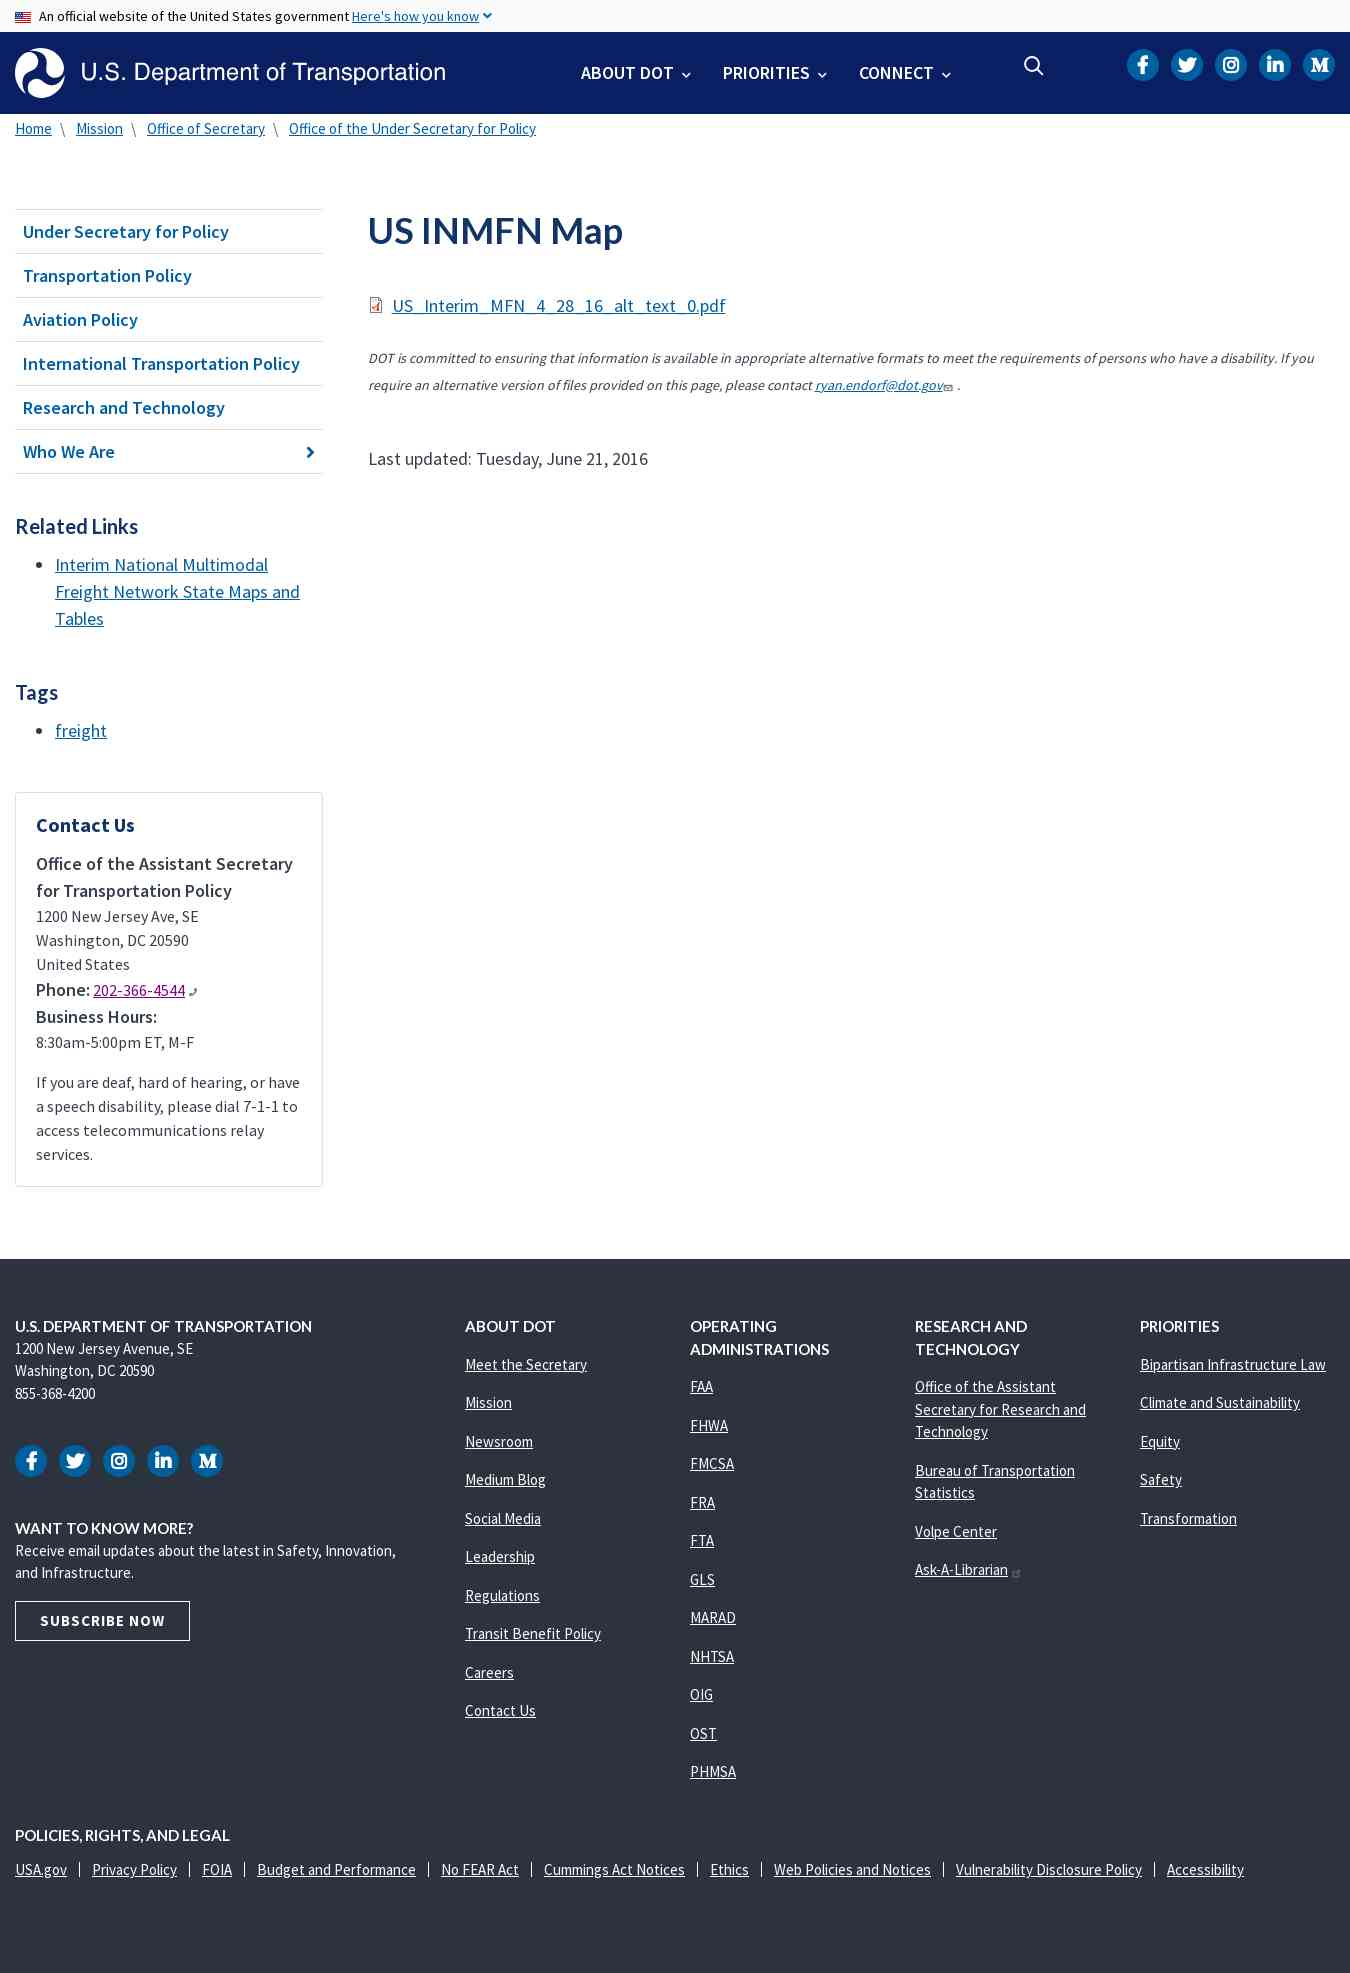 An official website of the United States government Here's how you know
U.S. Department of Transportation
ABOUT DOT
PRIORITIES
CONNECT
Home \ Mission \ Office of Secretary \ Office of the Under Secretary for Policy
Under Secretary for Policy
Transportation Policy
Aviation Policy
International Transportation Policy
Research and Technology
Who We Are
Related Links
Interim National Multimodal
Freight Network State Maps and
Tables
Tags
freight
Contact Us
Office of the Assistant Secretary
for Transportation Policy
1200 New Jersey Ave, SE
Washington, DC 20590
United States
Phone: 202-366-4544
Business Hours:
8:30am-5:00pm ET, M-F
If you are deaf, hard of hearing, or have
a speech disability, please dial 7-1-1 to
access telecommunications relay
services.
US INMFN Map
US_Interim_MFN_4_28_16_alt_text_0.pdf
DOT is committed to ensuring that information is available in appropriate alternative formats to meet the requirements of persons who have a disability. If you
require an alternative version of files provided on this page, please contact ryan.endorf@dot.gov .
Last updated: Tuesday, June 21, 2016
U.S. DEPARTMENT OF TRANSPORTATION
1200 New Jersey Avenue, SE
Washington, DC 20590
855-368-4200
WANT TO KNOW MORE?
Receive email updates about the latest in Safety, Innovation,
and Infrastructure.
SUBSCRIBE NOW
ABOUT DOT
Meet the Secretary
Mission
Newsroom
Medium Blog
Social Media
Leadership
Regulations
Transit Benefit Policy
Careers
Contact Us
OPERATING
ADMINISTRATIONS
FAA
FHWA
FMCSA
FRA
FTA
GLS
MARAD
NHTSA
OIG
OST
PHMSA
RESEARCH AND
TECHNOLOGY
Office of the Assistant
Secretary for Research and
Technology
Bureau of Transportation
Statistics
Volpe Center
Ask-A-Librarian
PRIORITIES
Bipartisan Infrastructure Law
Climate and Sustainability
Equity
Safety
Transformation
POLICIES, RIGHTS, AND LEGAL
USA.gov | Privacy Policy | FOIA | Budget and Performance | No FEAR Act | Cummings Act Notices | Ethics | Web Policies and Notices | Vulnerability Disclosure Policy | Accessibility